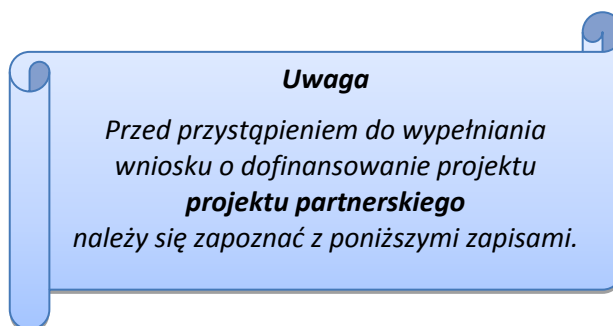 Uwaga
Przed przystąpieniem do wypełniania
wniosku o dofinansowanie projektu
projektu partnerskiego
należy się zapoznać z poniższymi zapisami.